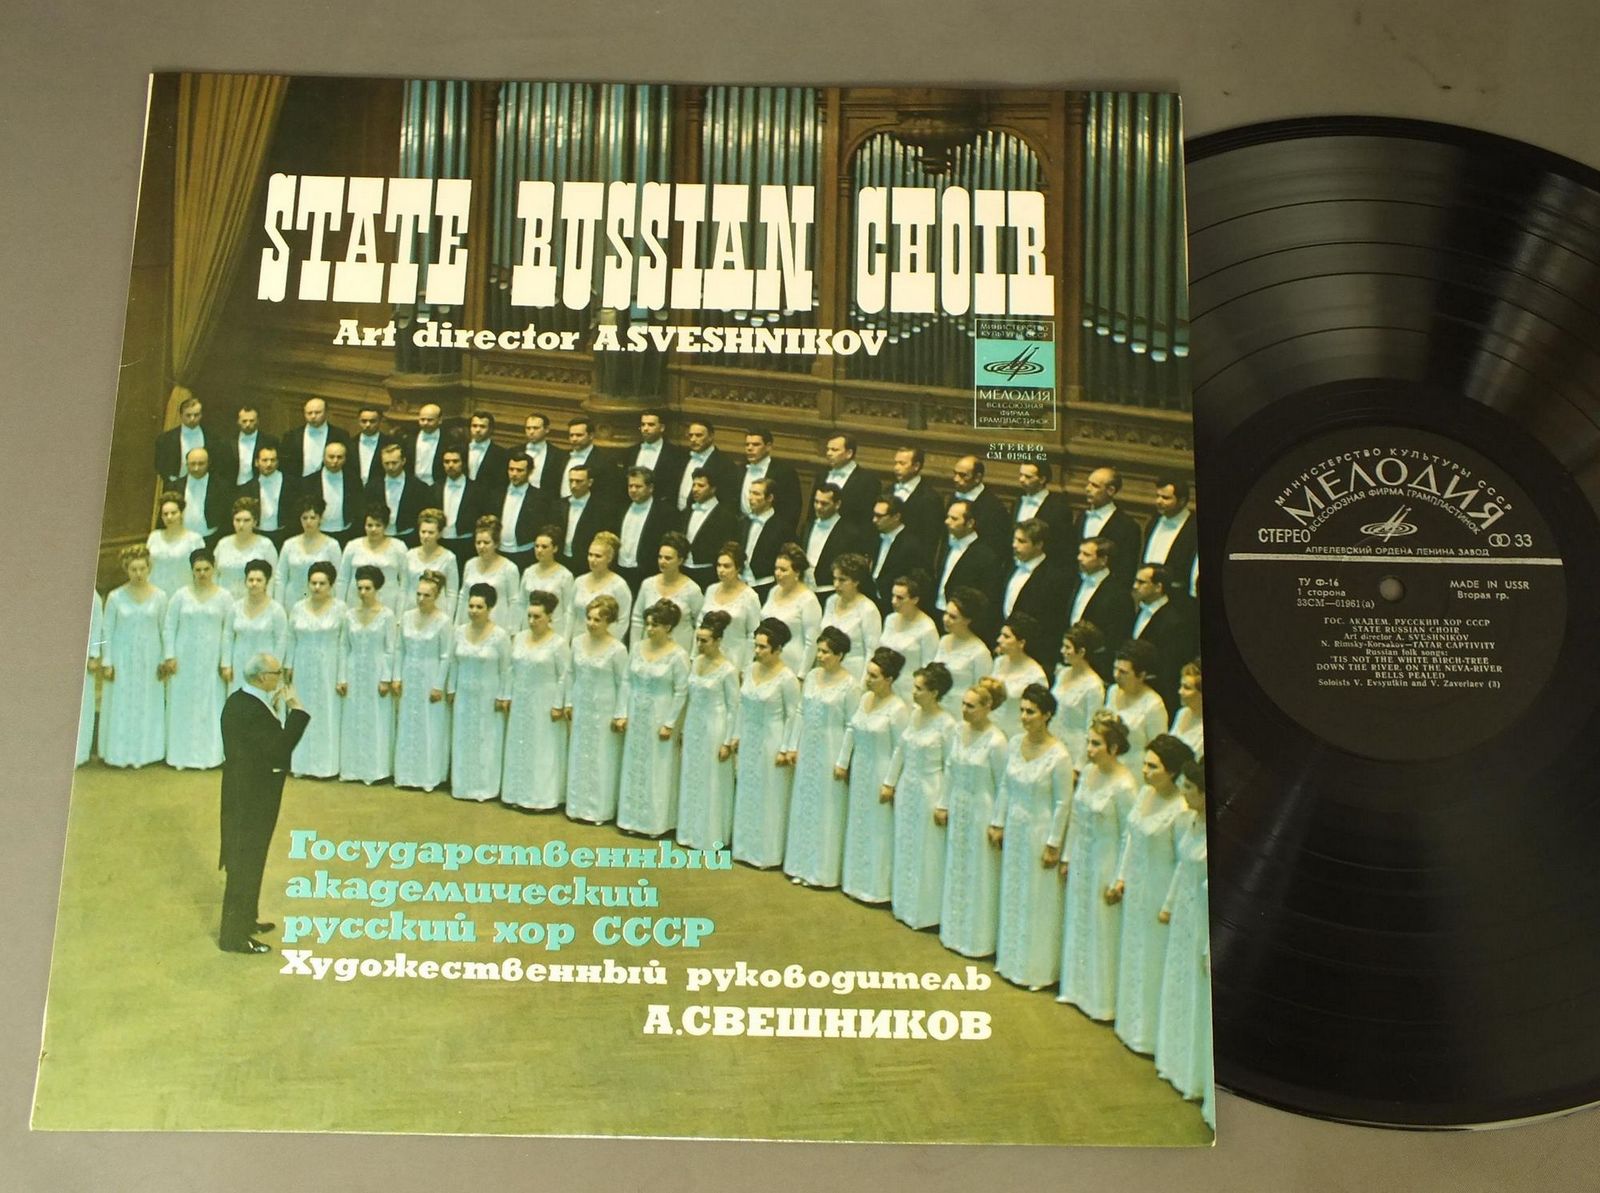 STATE RUSSIAN CHOIR
Art director A.SVESHNIKOV
МИНИСТЕРСТВО
КУЛЬТУРЫ СССР
МЕЛОДИЯ
ВСЕСОЮЗНАЯ
ФИРМА
ГРАМПЛАСТИНОК
STEREO
CM 01961-62
Государственный
академический
русский хор СССР
Художественный руководитель
А.СВЕШНИКОВ
МИНИСТЕРСТВО КУЛЬТУРЫ СССР
МЕЛОДИЯ
ВСЕСОЮЗНАЯ ФИРМА ГРАМПЛАСТИНОК
СТЕРЕО 33
АПРЕЛЕВСКИЙ ОРДЕНА ЛЕНИНА ЗАВОД
ТУ Ф-16 MADE IN USSR
1 сторона Вторая гр.
33СМ—01961(а)
ГОС. АКАДЕМ. РУССКИЙ ХОР СССР
STATE RUSSIAN CHOIR
Art director A. SVESHNIKOV
N. Rimsky-Korsakov—TATAR CAPTIVITY
Russian folk songs:
'TIS NOT THE WHITE BIRCH-TREE
DOWN THE RIVER, ON THE NEVA-RIVER
BELLS PEALED
Soloists V. Evsyutkin and V. Zaveriaev (3)